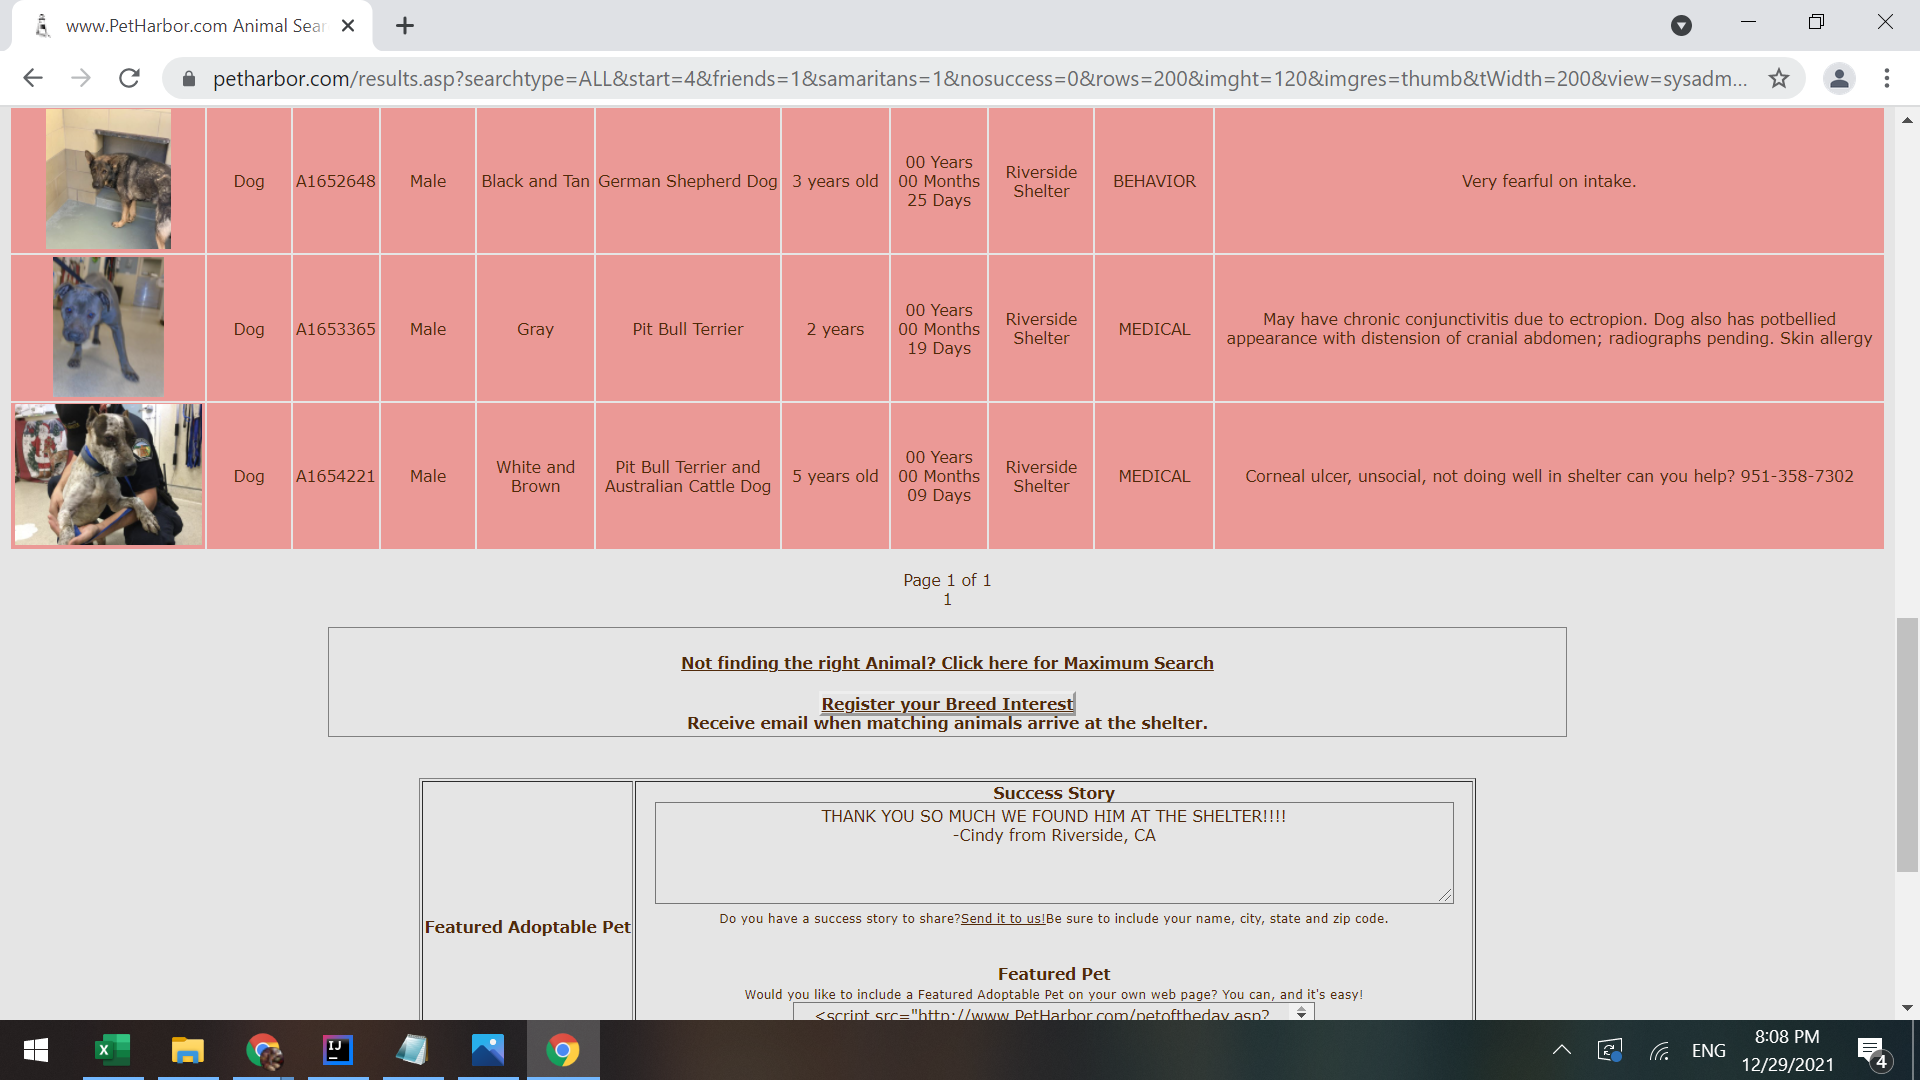 www.PetHarbor.com Animal Sear
petharbor.com/results.asp?searchtype=ALL&start=4&friends=1&samaritans=1&nosuccess=0&rows=200&imght=120&imgres=thumb&tWidth=200&view=sysadm...
Dog
A1652648
Male
Black and Tan
German Shepherd Dog
3 years old
00 Years
00 Months
25 Days
Riverside
Shelter
BEHAVIOR
Very fearful on intake.
Dog
A1653365
Male
Gray
Pit Bull Terrier
2 years
00 Years
00 Months
19 Days
Riverside
Shelter
MEDICAL
May have chronic conjunctivitis due to ectropion. Dog also has potbellied
appearance with distension of cranial abdomen; radiographs pending. Skin allergy
Dog
A1654221
Male
White and
Brown
Pit Bull Terrier and
Australian Cattle Dog
5 years old
00 Years
00 Months
09 Days
Riverside
Shelter
MEDICAL
Corneal ulcer, unsocial, not doing well in shelter can you help? 951-358-7302
Page 1 of 1
1
Not finding the right Animal? Click here for Maximum Search
Register your Breed Interest
Receive email when matching animals arrive at the shelter.
Featured Adoptable Pet
Success Story
THANK YOU SO MUCH WE FOUND HIM AT THE SHELTER!!!!
-Cindy from Riverside, CA
Do you have a success story to share?Send it to us!Be sure to include your name, city, state and zip code.
Featured Pet
Would you like to include a Featured Adoptable Pet on your own web page? You can, and it's easy!
<script src="http://www.PetHarbor.com/petoftheday.asp?
X
IJ
ENG
8:08 PM
12/29/2021
4